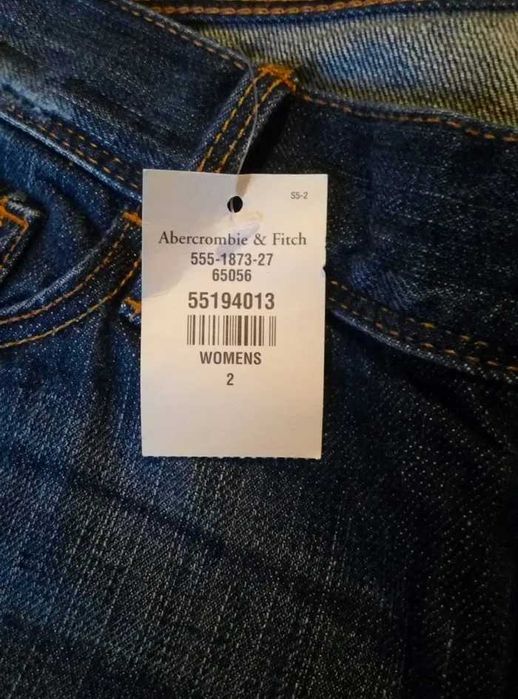 S5-2
Abercrombie & Fitch
555-1873-27
65056
55194013
WOMENS
2